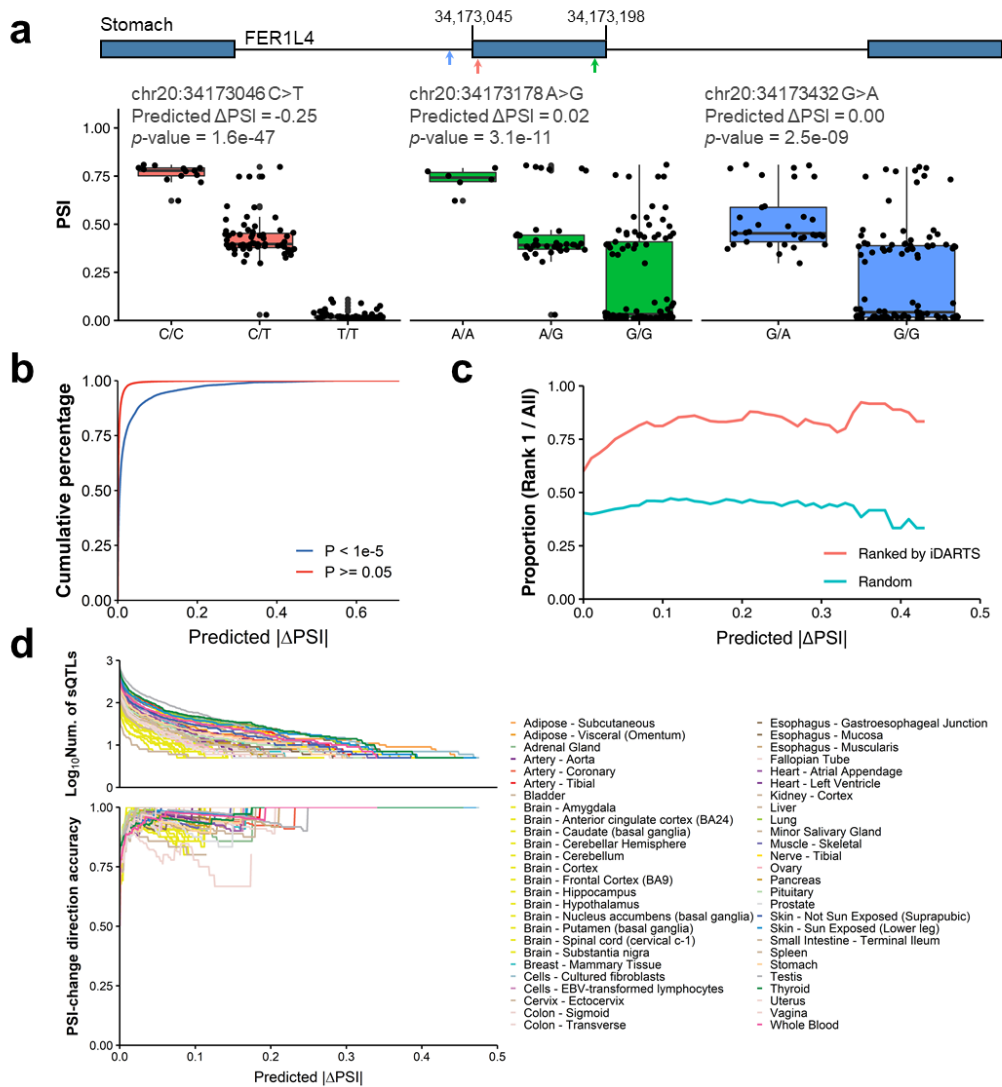 a
Stomach
FER1L4
34,173,045
34,173,198
chr20:34173046 C>T
Predicted ΔPSI = -0.25
p-value = 1.6e-47
chr20:34173178 A>G
Predicted ΔPSI = 0.02
p-value = 3.1e-11
chr20:34173432 G>A
Predicted ΔPSI = 0.00
p-value = 2.5e-09
PSI
1.00
0.75
0.50
0.25
0.00
C/C
C/T
T/T
A/A
A/G
G/G
G/A
G/G
b
Cumulative percentage
1.00
0.75
0.50
0.25
0.00
P < 1e-5
P >= 0.05
0.0
0.2
0.4
0.6
Predicted |ΔPSI|
c
Proportion (Rank 1 / All)
1.00
0.75
0.50
0.25
0.00
Ranked by iDARTS
Random
0.0
0.1
0.2
0.3
0.4
0.5
Predicted |ΔPSI|
d
Log10Num. of sQTLs
3
2
1
0
PSI-change direction accuracy
1.00
0.75
0.50
0.25
0.00
0.0
0.1
0.2
0.3
0.4
0.5
Predicted |ΔPSI|
Adipose - Subcutaneous
Adipose - Visceral (Omentum)
Adrenal Gland
Artery - Aorta
Artery - Coronary
Artery - Tibial
Bladder
Brain - Amygdala
Brain - Anterior cingulate cortex (BA24)
Brain - Caudate (basal ganglia)
Brain - Cerebellar Hemisphere
Brain - Cerebellum
Brain - Cortex
Brain - Frontal Cortex (BA9)
Brain - Hippocampus
Brain - Hypothalamus
Brain - Nucleus accumbens (basal ganglia)
Brain - Putamen (basal ganglia)
Brain - Spinal cord (cervical c-1)
Brain - Substantia nigra
Breast - Mammary Tissue
Cells - Cultured fibroblasts
Cells - EBV-transformed lymphocytes
Cervix - Ectocervix
Colon - Sigmoid
Colon - Transverse
Esophagus - Gastroesophageal Junction
Esophagus - Mucosa
Esophagus - Muscularis
Fallopian Tube
Heart - Atrial Appendage
Heart - Left Ventricle
Kidney - Cortex
Liver
Lung
Minor Salivary Gland
Muscle - Skeletal
Nerve - Tibial
Ovary
Pancreas
Pituitary
Prostate
Skin - Not Sun Exposed (Suprapubic)
Skin - Sun Exposed (Lower leg)
Small Intestine - Terminal Ileum
Spleen
Stomach
Testis
Thyroid
Uterus
Vagina
Whole Blood